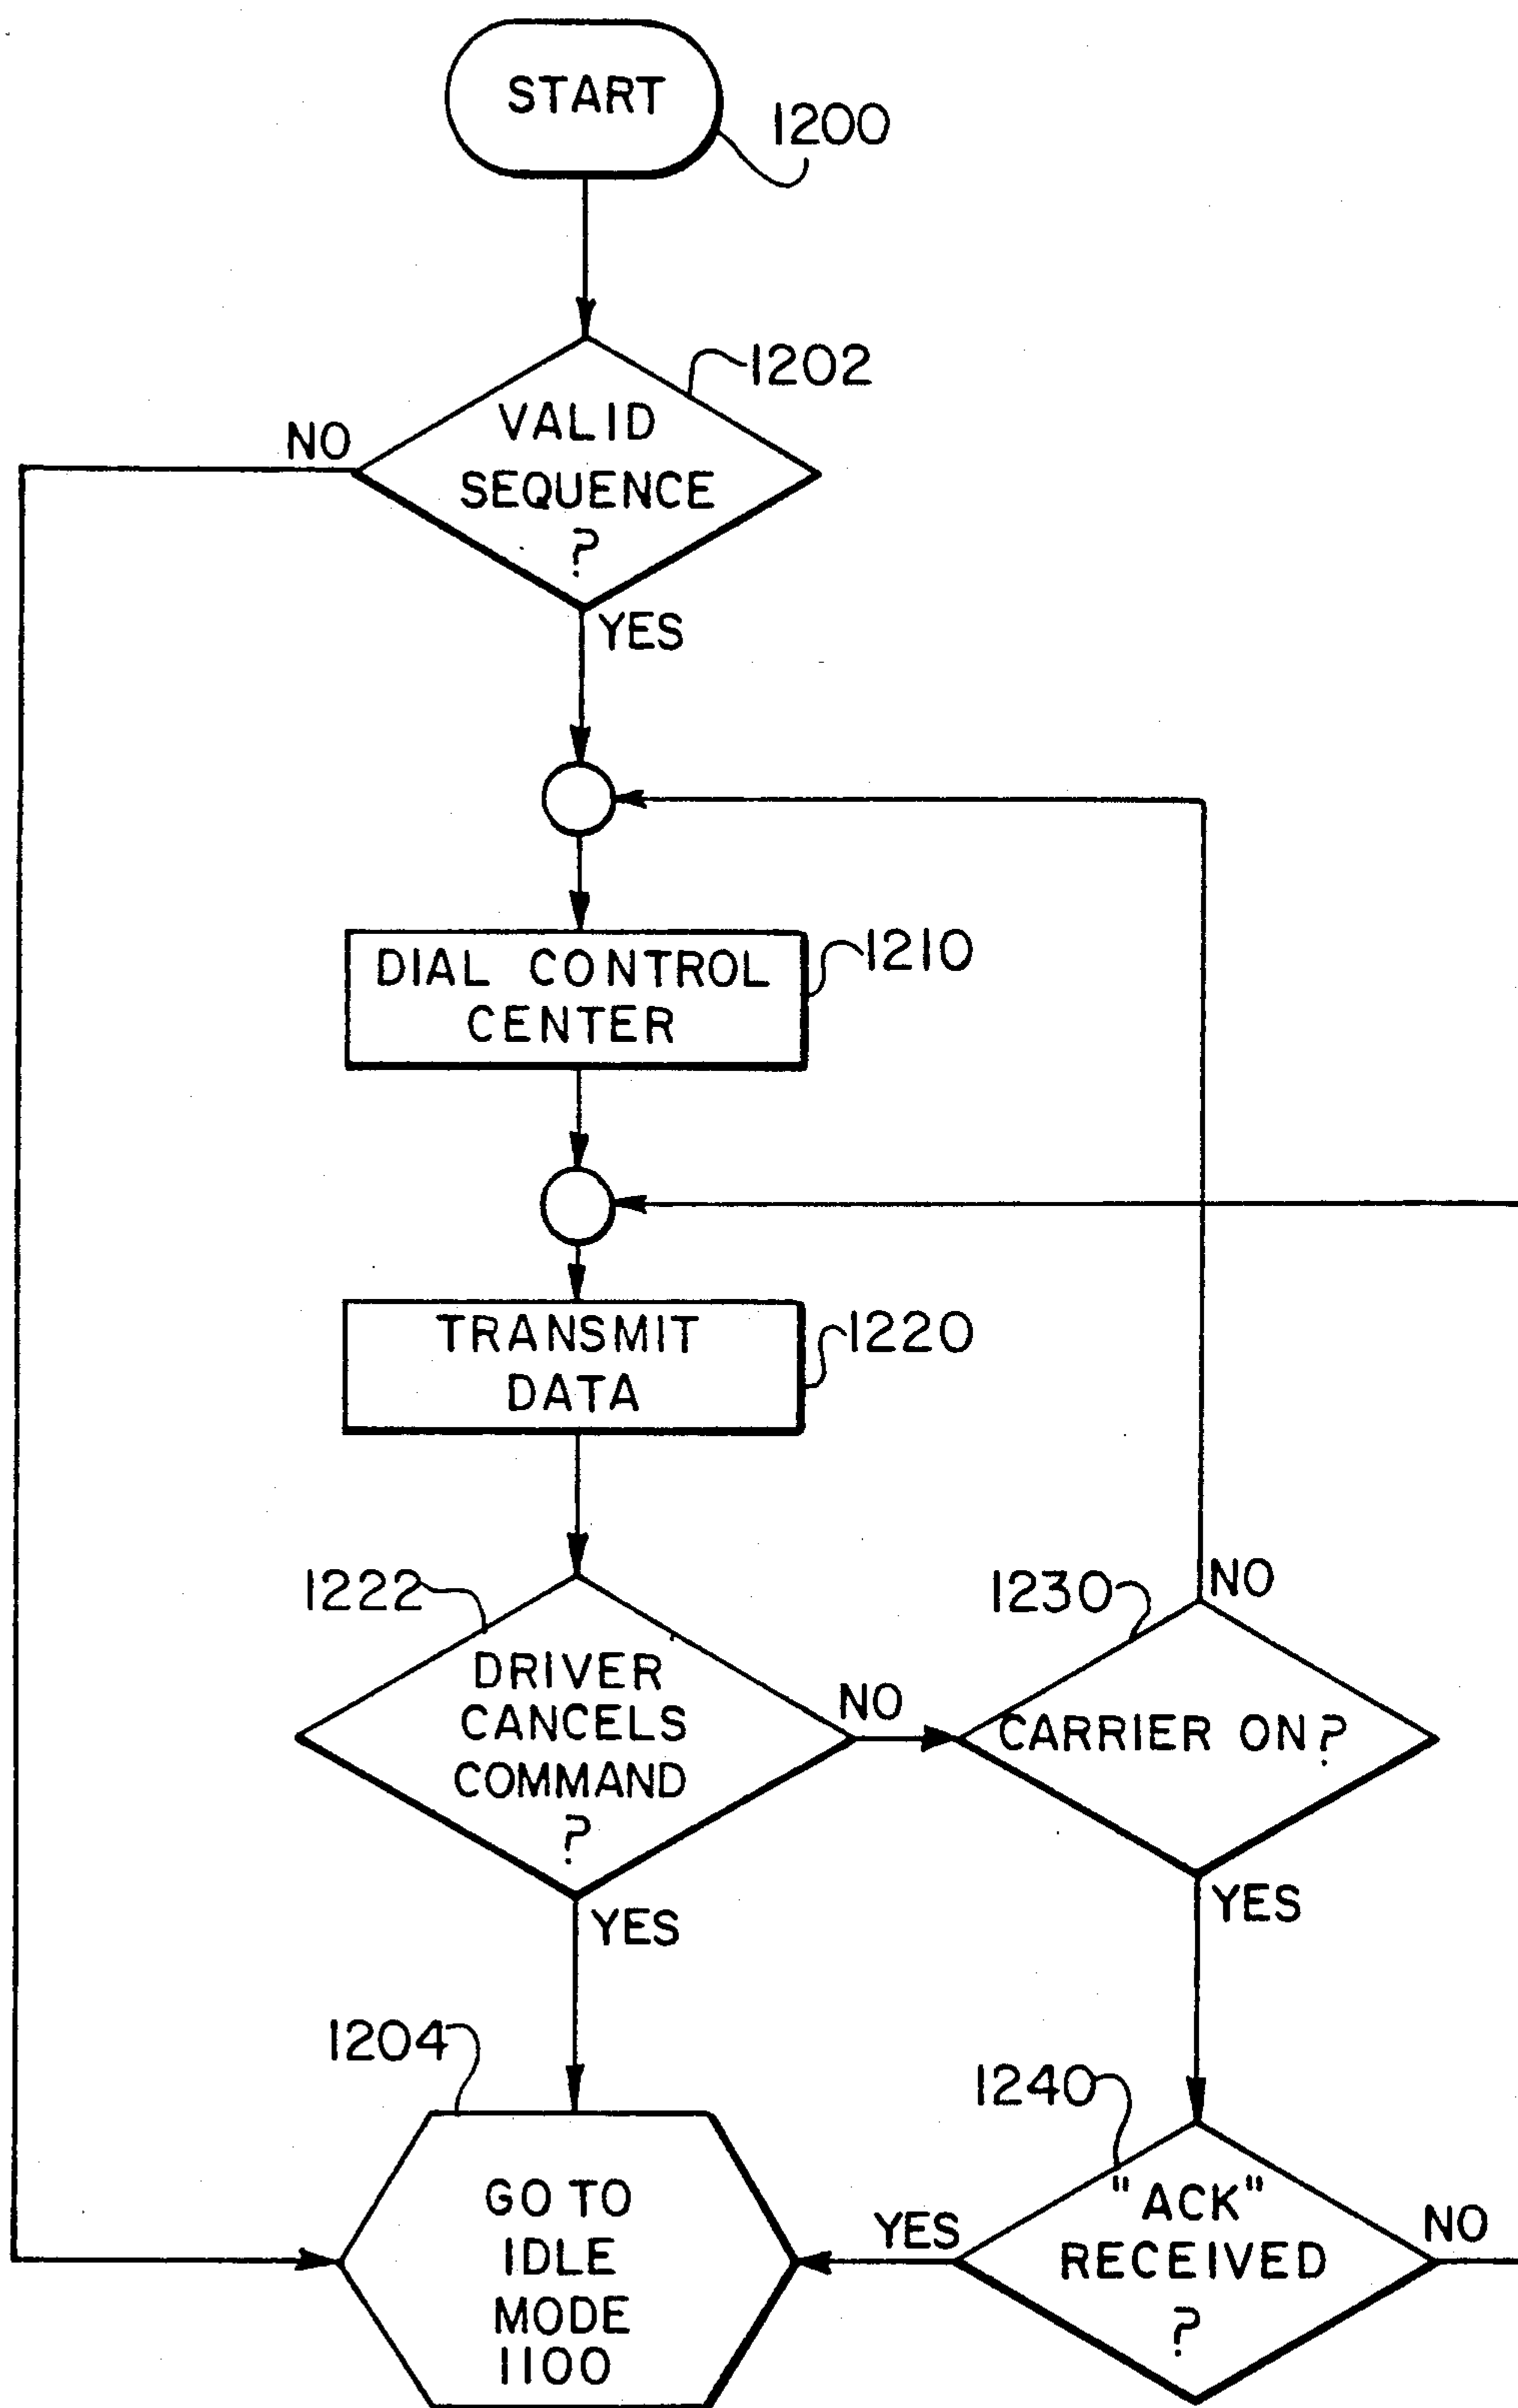 START
1200
1202
VALID
SEQUENCE
?
NO
YES
DIAL CONTROL
CENTER
1210
TRANSMIT
DATA
1220
1222
DRIVER
CANCELS
COMMAND
?
NO
YES
1230
NO
CARRIER ON?
YES
1204
GO TO
IDLE
MODE
1100
1240
"ACK"
RECEIVED
?
YES
NO